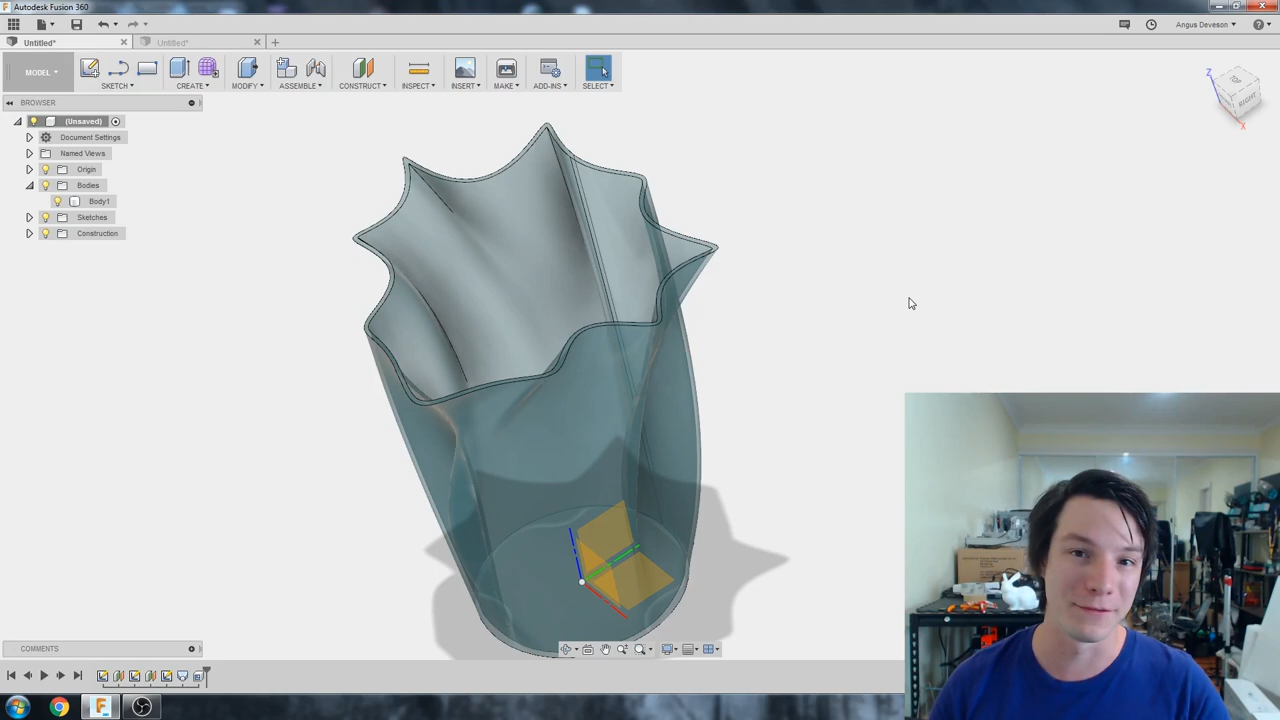 Autodesk Fusion 360
Angus Deveson
Untitled*
Untitled*
MODEL
SKETCH
CREATE
MODIFY
ASSEMBLE
CONSTRUCT
INSPECT
INSERT
MAKE
ADD-INS
SELECT
BROWSER
(Unsaved)
Document Settings
Named Views
Origin
Bodies
Body1
Sketches
Construction
Z
RIGHT
X
COMMENTS